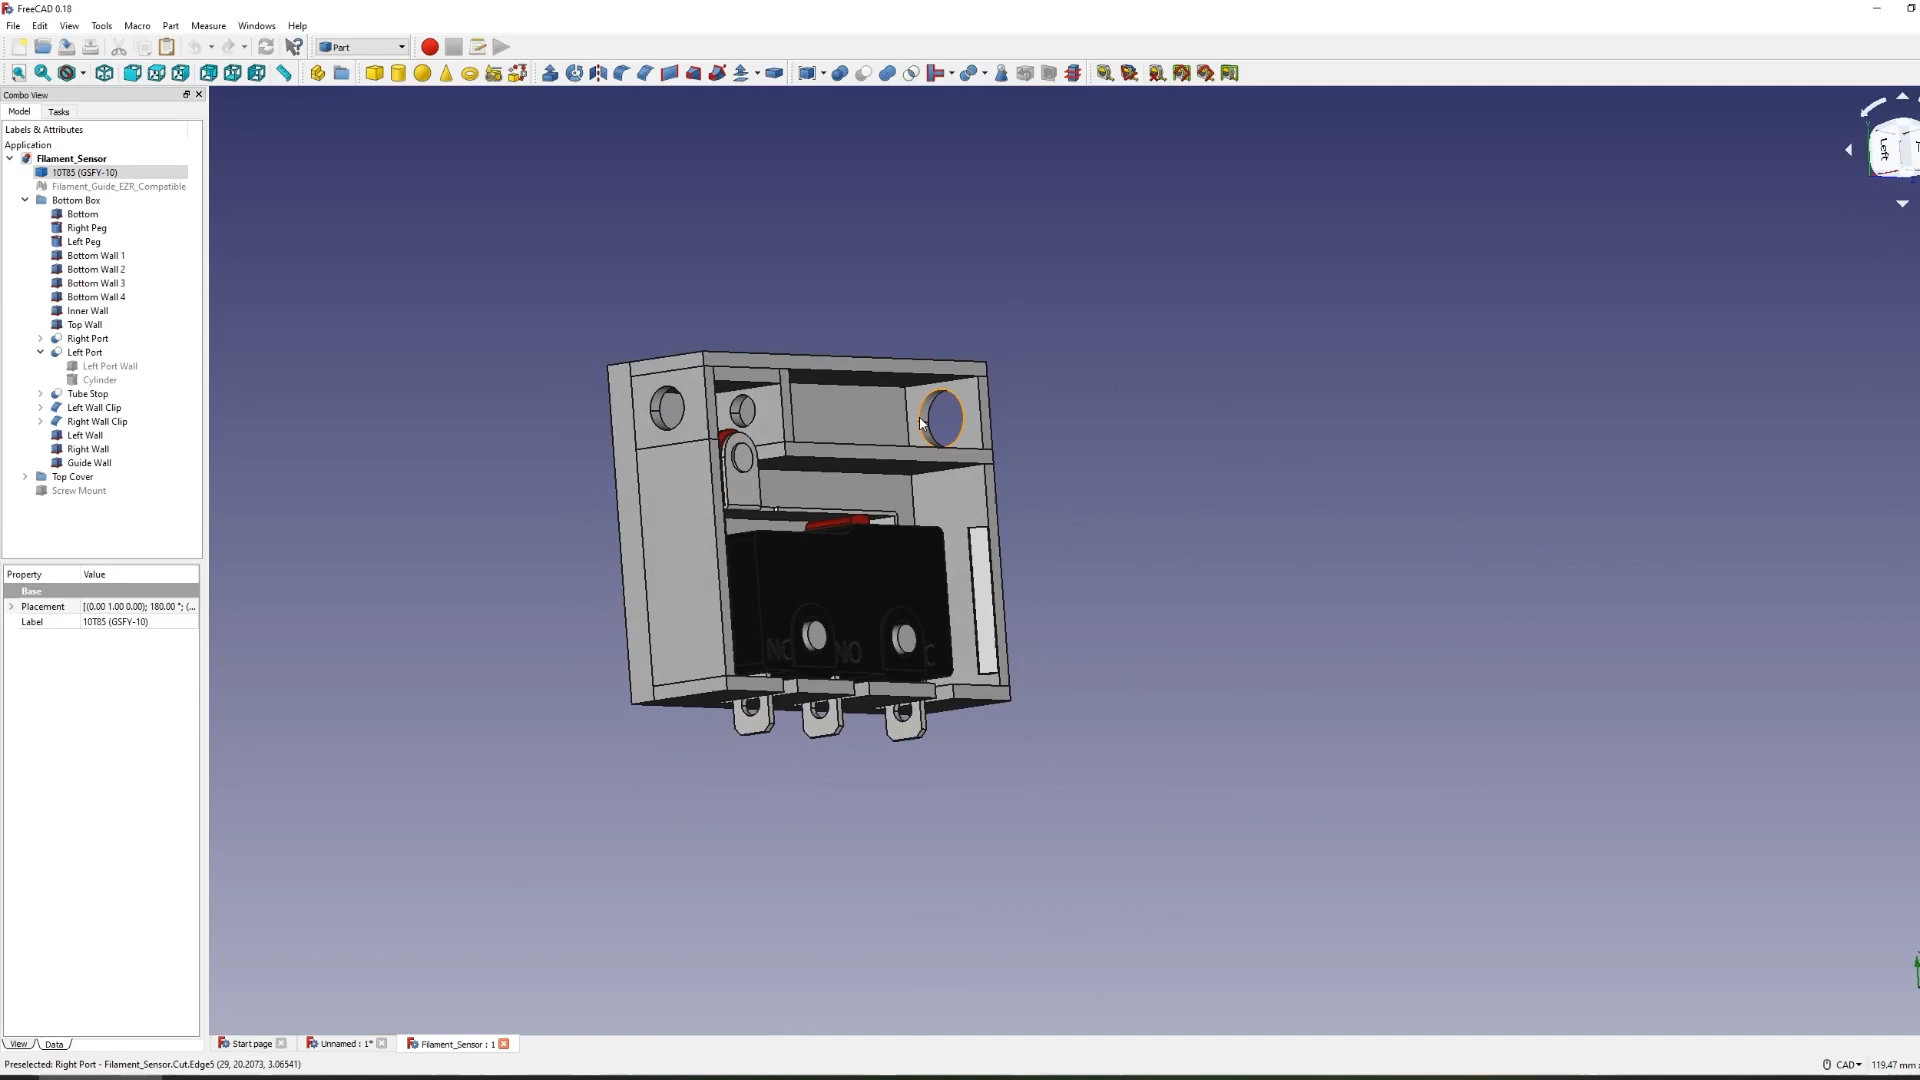 FreeCAD 0.18
File Edit View Tools Macro Part Measure Windows Help
Part
Combo View
Model Tasks
Labels & Attributes
Application
Filament_Sensor
10T85 (GSFY-10)
Filament_Guide_EZR_Compatible
Bottom Box
Bottom
Right Peg
Left Peg
Bottom Wall 1
Bottom Wall 2
Bottom Wall 3
Bottom Wall 4
Inner Wall
Top Wall
Right Port
Left Port
Left Port Wall
Cylinder
Tube Stop
Left Wall Clip
Right Wall Clip
Left Wall
Right Wall
Guide Wall
Top Cover
Screw Mount
Left
NC NO C
Property Value
Base
Placement [(0.00 1.00 0.00); 180.00 °; (...
Label 10T85 (GSFY-10)
View Data
Start page Unnamed : 1* Filament_Sensor : 1
Preselected: Right Port - Filament_Sensor.Cut.Edge5 (29, 20.2073, 3.06541)
CAD 119.47 mm